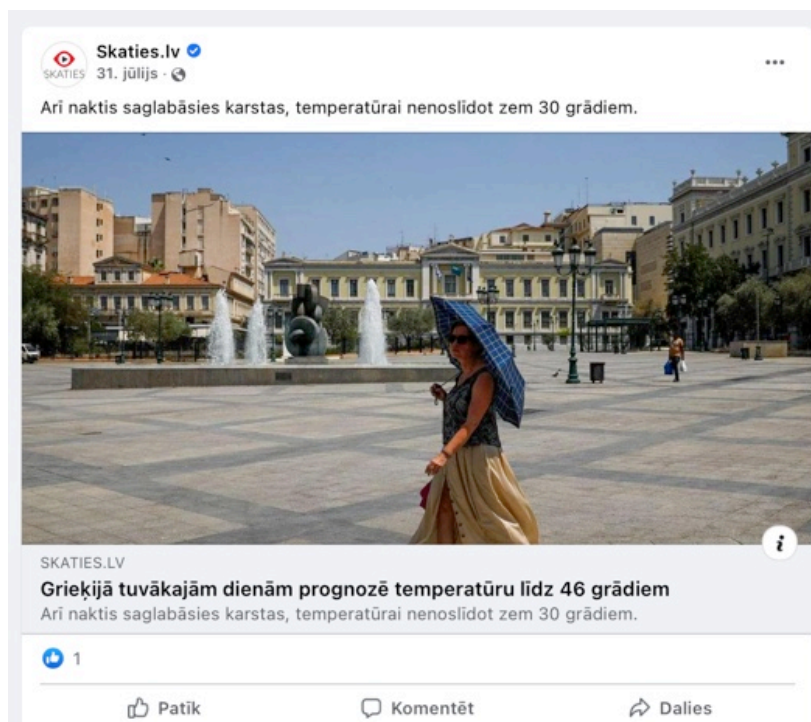 Skaties.lv
SKATIES
31. jūlijs ·
Arī naktis saglabāsies karstas, temperatūrai nenoslīdot zem 30 grādiem.
SKATIES.LV
Grieķijā tuvākajām dienām prognozē temperatūru līdz 46 grādiem
Arī naktis saglabāsies karstas, temperatūrai nenoslīdot zem 30 grādiem.
1
Patīk
Komentēt
Dalies